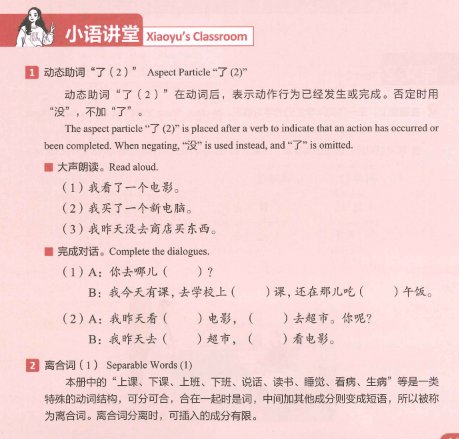 小语讲堂 Xiaoyu's Classroom
1 动态助词“了（2）” Aspect Particle “了 (2)”
动态助词“了（2）”在动词后，表示动作行为已经发生或完成。否定时用
“没”，不加“了”。
The aspect particle “了 (2)” is placed after a verb to indicate that an action has occurred or
been completed. When negating, “没” is used instead, and “了” is omitted.
■ 大声朗读。Read aloud.
（1）我看了一个电影。
（2）我买了一个新电脑。
（3）我昨天没去商店买东西。
■ 完成对话。Complete the dialogues.
（1）A：你去哪儿（　　）？
B：我今天有课，去学校上（　　）课，还在那儿吃（　　）午饭。
（2）A：我昨天看（　　）电影，（　　）去超市。你呢？
B：我昨天去（　　）超市，（　　）看电影。
2 离合词（1） Separable Words (1)
本册中的“上课、下课、上班、下班、说话、读书、睡觉、看病、生病”等是一类
特殊的动词结构，可分可合，合在一起时是词，中间加其他成分则变成短语，所以被称
为离合词。离合词分离时，可插入的成分有限。